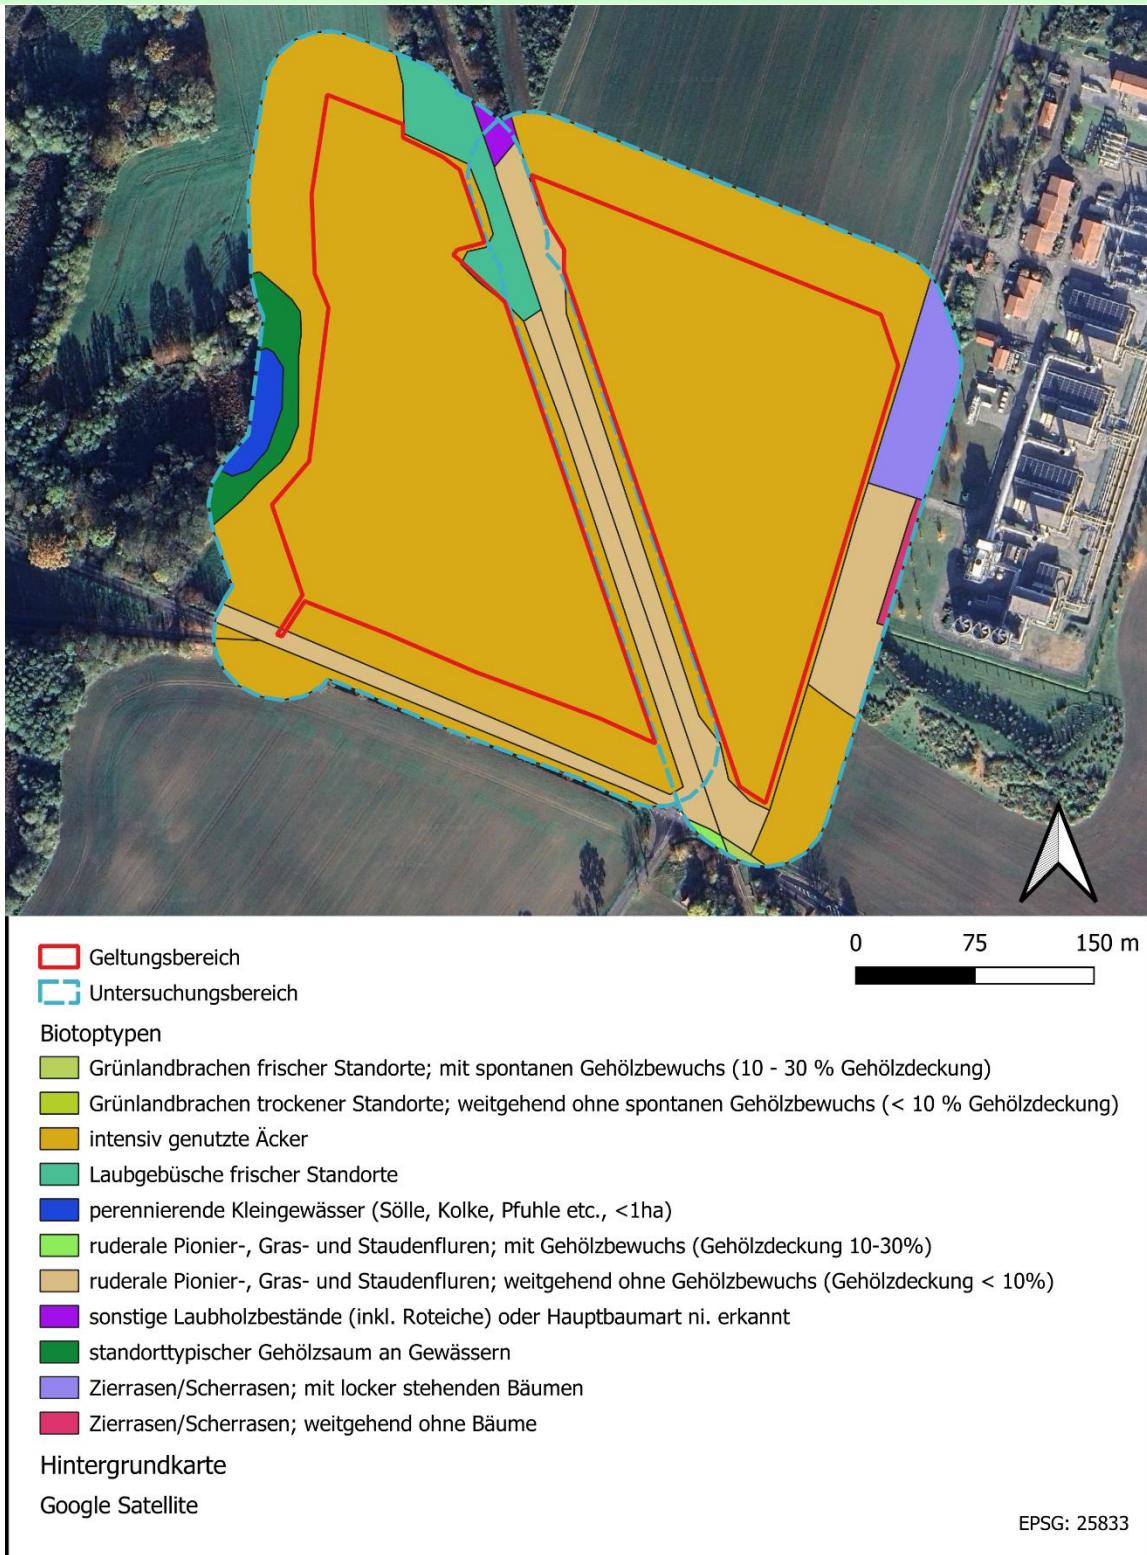 0 75 150 m
Geltungsbereich
Untersuchungsbereich
Biotoptypen
Grünlandbrachen frischer Standorte; mit spontanen Gehölzbewuchs (10 - 30 % Gehölzdeckung)
Grünlandbrachen trockener Standorte; weitgehend ohne spontanen Gehölzbewuchs (< 10 % Gehölzdeckung)
intensiv genutzte Äcker
Laubgebüsche frischer Standorte
perennierende Kleingewässer (Sölle, Kolke, Pfuhle etc., <1ha)
ruderale Pionier-, Gras- und Staudenfluren; mit Gehölzbewuchs (Gehölzdeckung 10-30%)
ruderale Pionier-, Gras- und Staudenfluren; weitgehend ohne Gehölzbewuchs (Gehölzdeckung < 10%)
sonstige Laubholzbestände (inkl. Roteiche) oder Hauptbaumart ni. erkannt
standorttypischer Gehölzsaum an Gewässern
Zierrasen/Scherrasen; mit locker stehenden Bäumen
Zierrasen/Scherrasen; weitgehend ohne Bäume
Hintergrundkarte
Google Satellite
EPSG: 25833